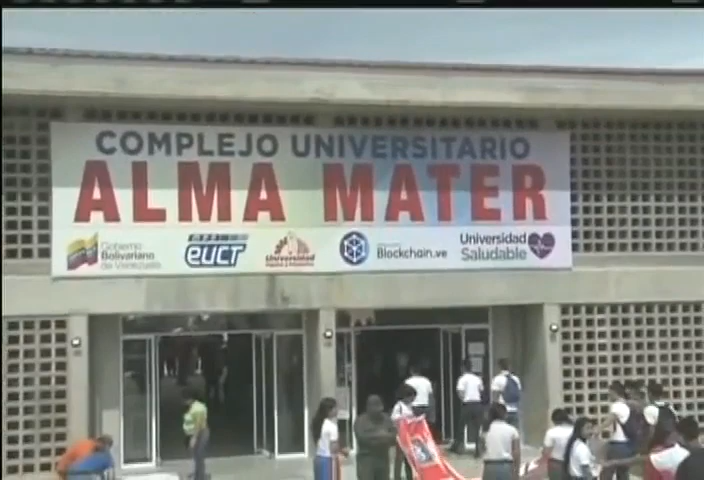 COMPLEJO UNIVERSITARIO
ALMA MATER
Gobierno
Bolivariano
de Venezuela
EUCT
Universidad
Blockchain.ve
Universidad
Saludable